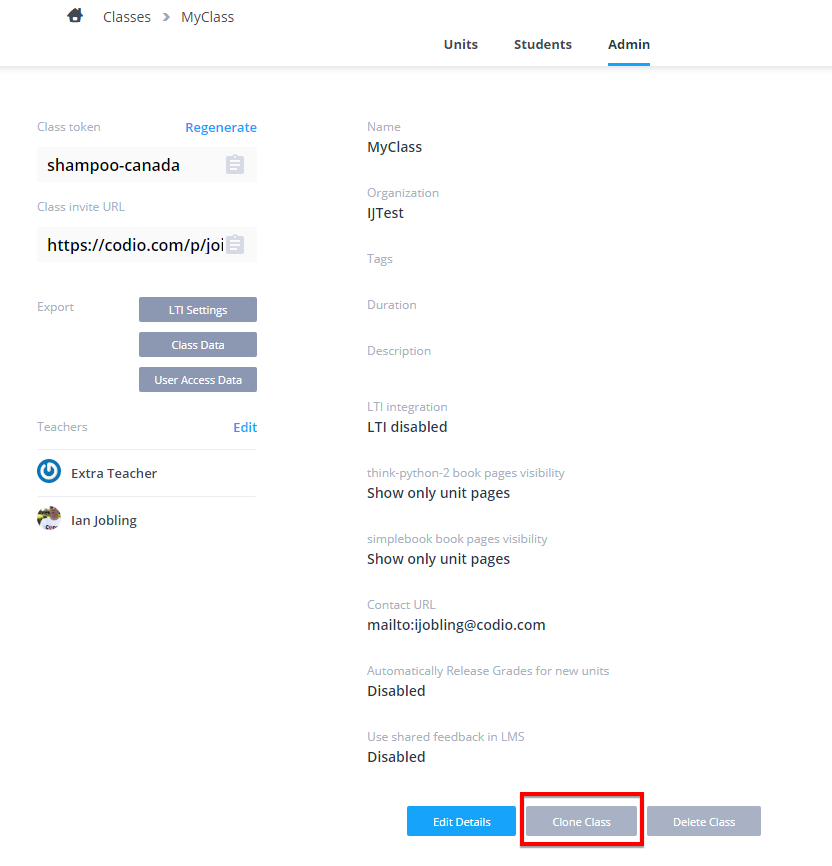 Classes > MyClass
Units Students Admin
Class token Regenerate
shampoo-canada
Class invite URL
https://codio.com/p/joi
Export LTI Settings
Class Data
User Access Data
Teachers Edit
Extra Teacher
Ian Jobling
Name
MyClass
Organization
IJTest
Tags
Duration
Description
LTI integration
LTI disabled
think-python-2 book pages visibility
Show only unit pages
simplebook book pages visibility
Show only unit pages
Contact URL
mailto:ijobling@codio.com
Automatically Release Grades for new units
Disabled
Use shared feedback in LMS
Disabled
Edit Details Clone Class Delete Class